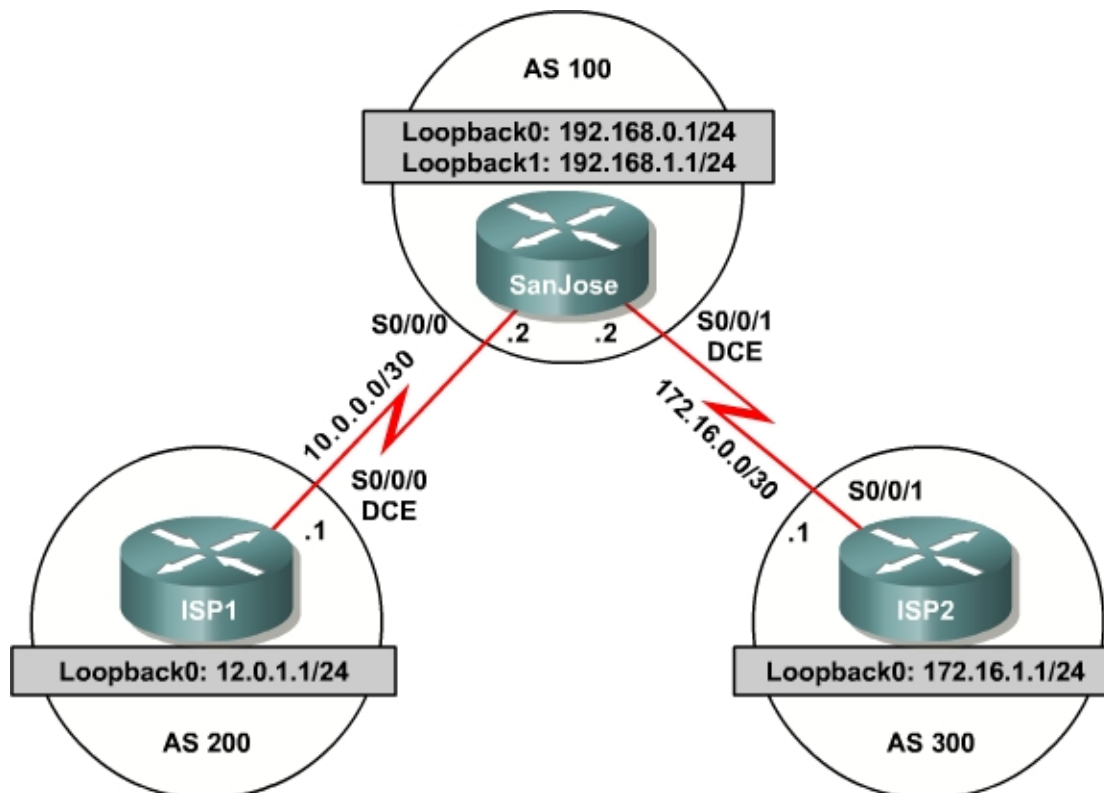 AS 100
Loopback0: 192.168.0.1/24
Loopback1: 192.168.1.1/24
SanJose
S0/0/0
.2
.2
S0/0/1
DCE
10.0.0.0/30
172.16.0.0/30
S0/0/0
DCE
S0/0/1
.1
.1
ISP1
ISP2
Loopback0: 12.0.1.1/24
Loopback0: 172.16.1.1/24
AS 200
AS 300